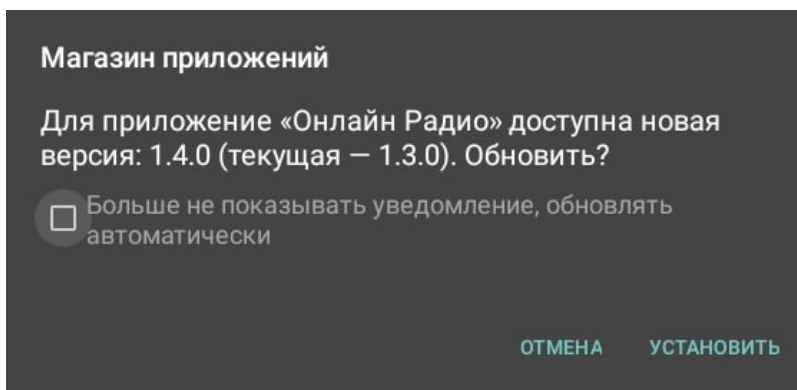 Магазин приложений
Для приложение «Онлайн Радио» доступна новая
версия: 1.4.0 (текущая — 1.3.0). Обновить?
Больше не показывать уведомление, обновлять
автоматически
ОТМЕНА УСТАНОВИТЬ